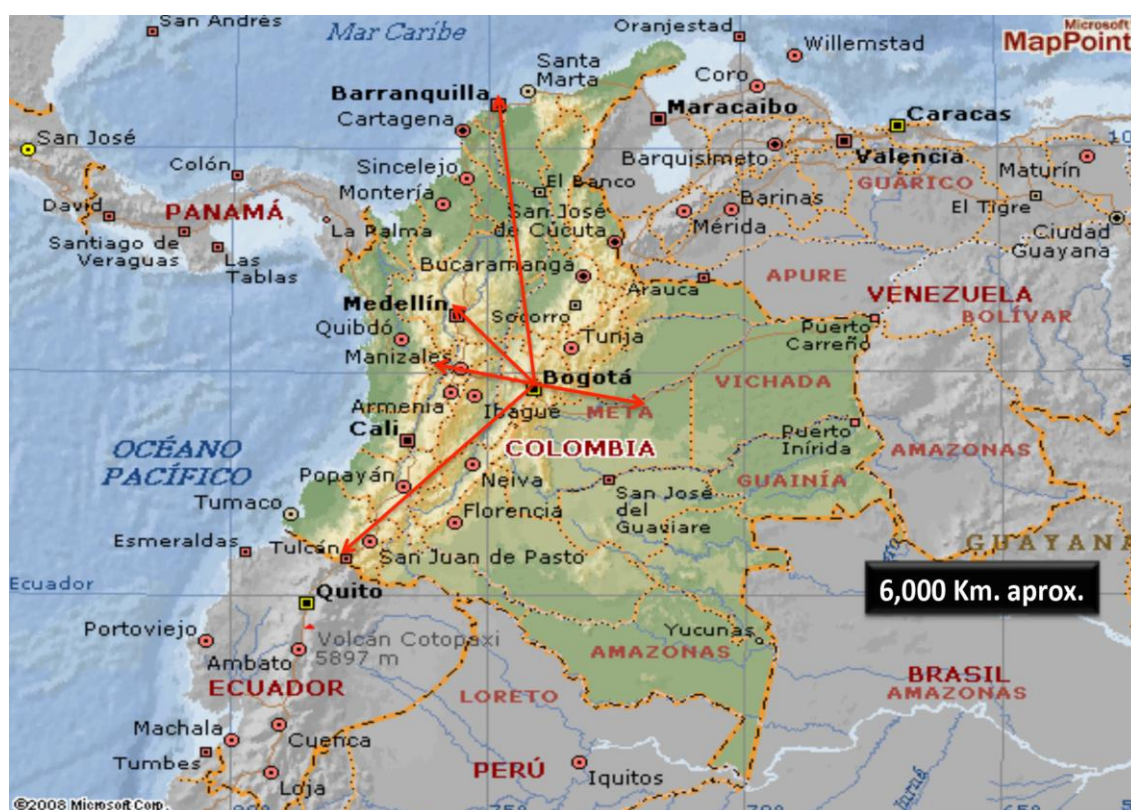 San Andrés
Mar Caribe
Oranjestad
Willemstad
Microsoft
MapPoint
Santa
Marta
Coro
Barranquilla
Maracaibo
Caracas
Cartagena
San José
Colón
Sincelejo
Barquisimeto
Valencia
10
Maturín
Montería
El Banco
GUÁRICO
David
PANAMÁ
San José
de Cúcuta
Barinas
El Tigre
Mérida
Santiago de
Veraguas
Las
Tablas
La Palma
Ciudad
Guayana
Bucaramanga
Arauca
APURE
VENEZUELA
BOLÍVAR
Medellín
Socorro
Quibdó
Tunja
Puerto
Carreño
Manizales
Bogotá
VICHADA
5
Armenia
Ibagué
META
Cali
COLOMBIA
Puerto
Inírida
AMAZONAS
OCÉANO
PACÍFICO
Popayán
Neiva
GUAINÍA
San José
del
Guaviare
Tumaco
Florencia
Esmeraldas
Tulcán
San Juan de Pasto
GUAYANA
Ecuador
Quito
6,000 Km. aprox.
Portoviejo
Volcán Cotopaxi
5897 m
Yucunas
Ambato
AMAZONAS
ECUADOR
LORETO
BRASIL
AMAZONAS
Machala
Cuenca
Tumbes
PERÚ
Iquitos
Loja
©2008 Microsoft Corp.